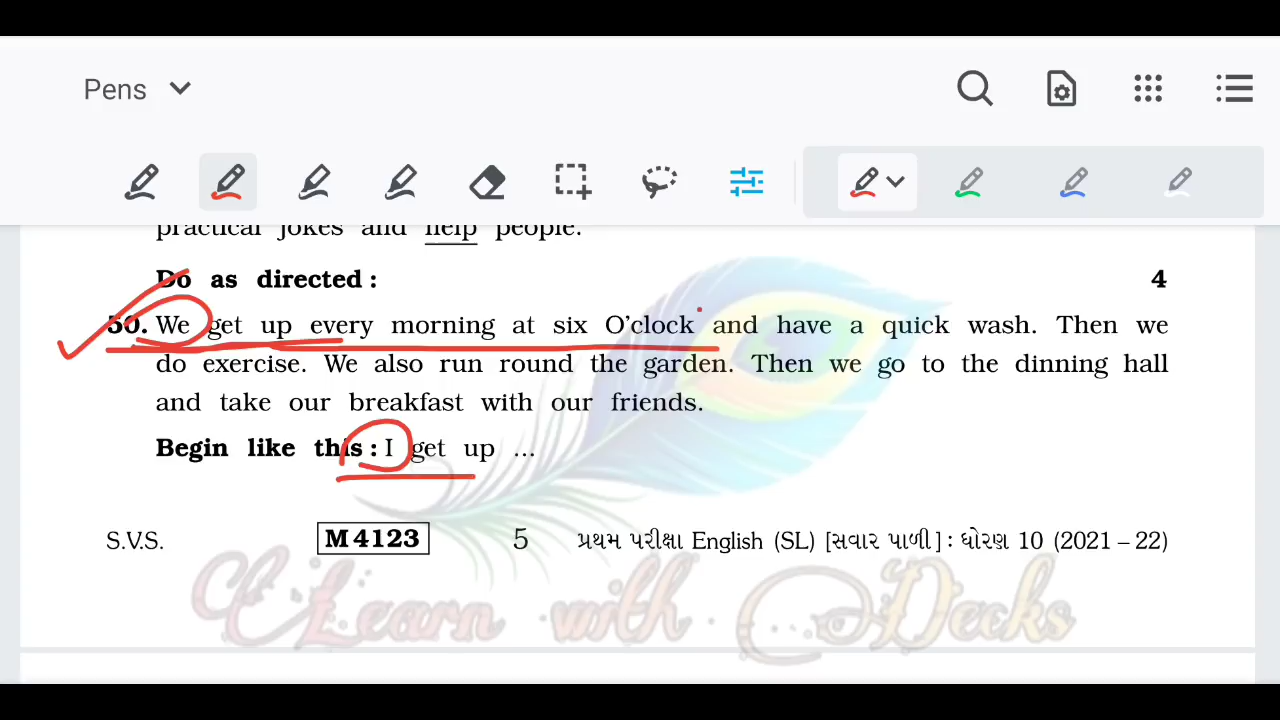 Pens
practical jokes and help people.
Do as directed : 4
50. We get up every morning at six O'clock and have a quick wash. Then we
do exercise. We also run round the garden. Then we go to the dinning hall
and take our breakfast with our friends.
Begin like this : I get up ...
S.V.S. M 4123 5 પ્રથમ પરીક્ષા English (SL) [સવાર પાળી] : ધોરણ 10 (2021 – 22)
Learn with Decks